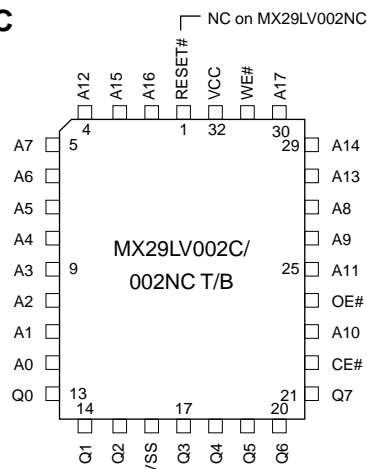 C
NC on MX29LV002NC
A12
A15
A16
RESET#
VCC
WE#
A17
4
1
32
30
A7
5
29
A14
A6
A13
A5
A8
A4
A9
A3
9
MX29LV002C/
002NC T/B
25
A11
A2
OE#
A1
A10
A0
CE#
Q0
13
21
Q7
14
17
20
Q1
Q2
Q3
Q4
Q5
Q6